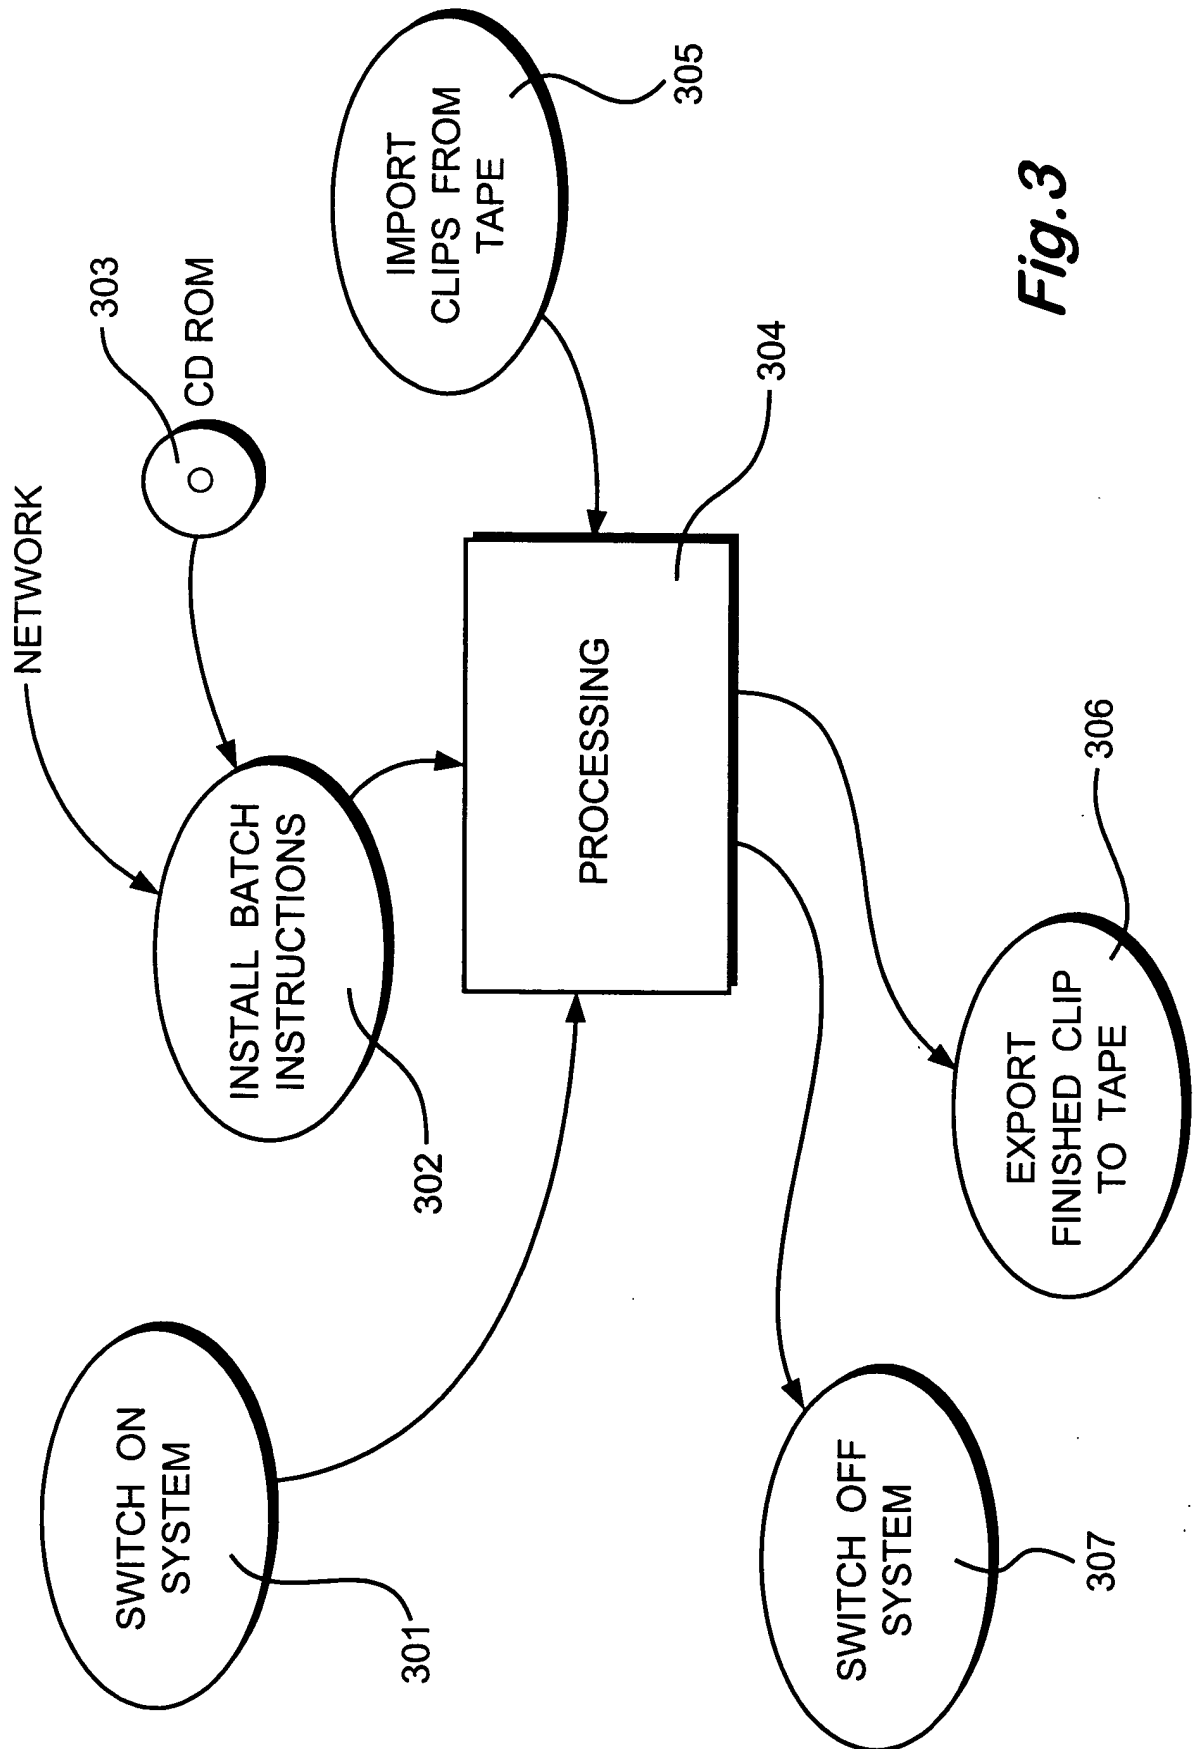 NETWORK
303
CD ROM
SWITCH ON
SYSTEM
301
INSTALL BATCH
INSTRUCTIONS
302
IMPORT
CLIPS FROM
TAPE
305
PROCESSING
304
SWITCH OFF
SYSTEM
307
EXPORT
FINISHED CLIP
TO TAPE
306
Fig.3